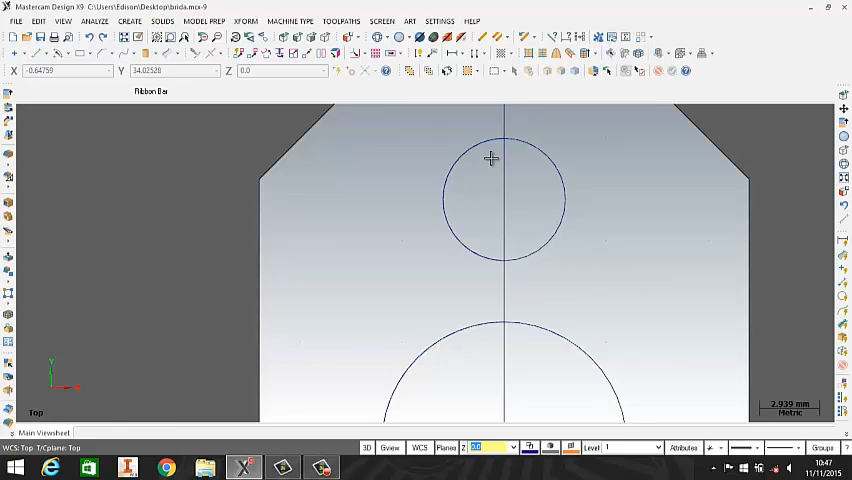 Mastercam Design X9 C:\Users\Edison\Desktop\brida.mcx-9
FILE EDIT VIEW ANALYZE CREATE SOLIDS MODEL PREP XFORM MACHINE TYPE TOOLPATHS SCREEN ART SETTINGS HELP
X -0.64759 Y 34.02528 Z 0.0
Ribbon Bar
Y
X
Top
2.939 mm
Metric
Main Viewsheet
WCS: Top T/Cplane: Top 3D Gview WCS Planes Z 0.0 Level 1 Attributes Groups
10:47
11/11/2015